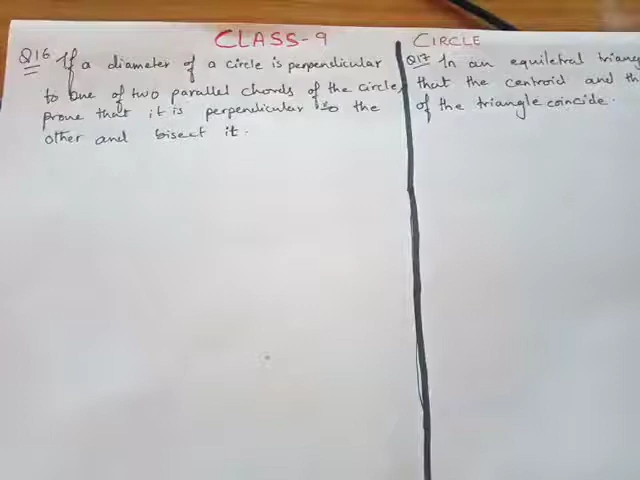 CLASS-9
CIRCLE
Q16 If a diameter of a circle is perpendicular
to one of two parallel chords of the circle,
prove that it is perpendicular to the
other and bisect it.
Q17 In an equiletral triang
that the centroid and th
of the triangle coincide.